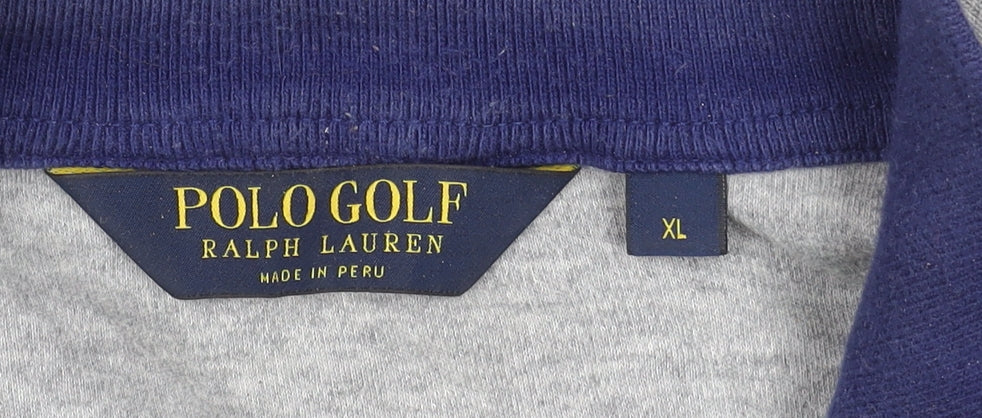 POLO GOLF
RALPH LAUREN
MADE IN PERU
XL